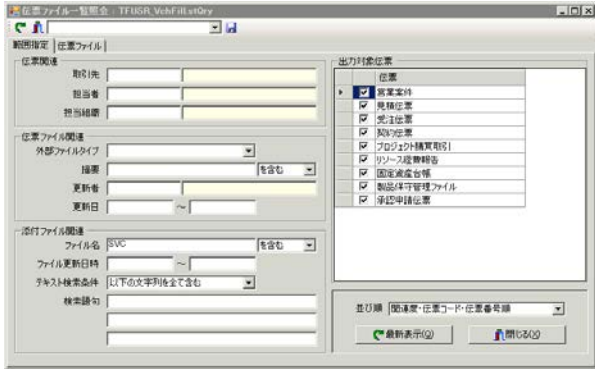 伝票ファイル一覧照会:TFUSR_VchFilLstQry
範囲指定 伝票ファイル
伝票関連
取引先
担当者
担当組織
伝票ファイル関連
外部ファイルタイプ
摘要 を含む
更新者
更新日 ～
添付ファイル関連
ファイル名 SVC を含む
ファイル更新日時 ～
テキスト検索条件 以下の文字列を全て含む
検索語句
出力対象伝票
伝票
営業案件
見積伝票
受注伝票
契約伝票
プロジェクト購買取引
リソース経費報告
固定資産台帳
製品保守管理ファイル
承認申請伝票
並び順 関連度・伝票コード・伝票番号順
最新表示(Q) 閉じる(X)